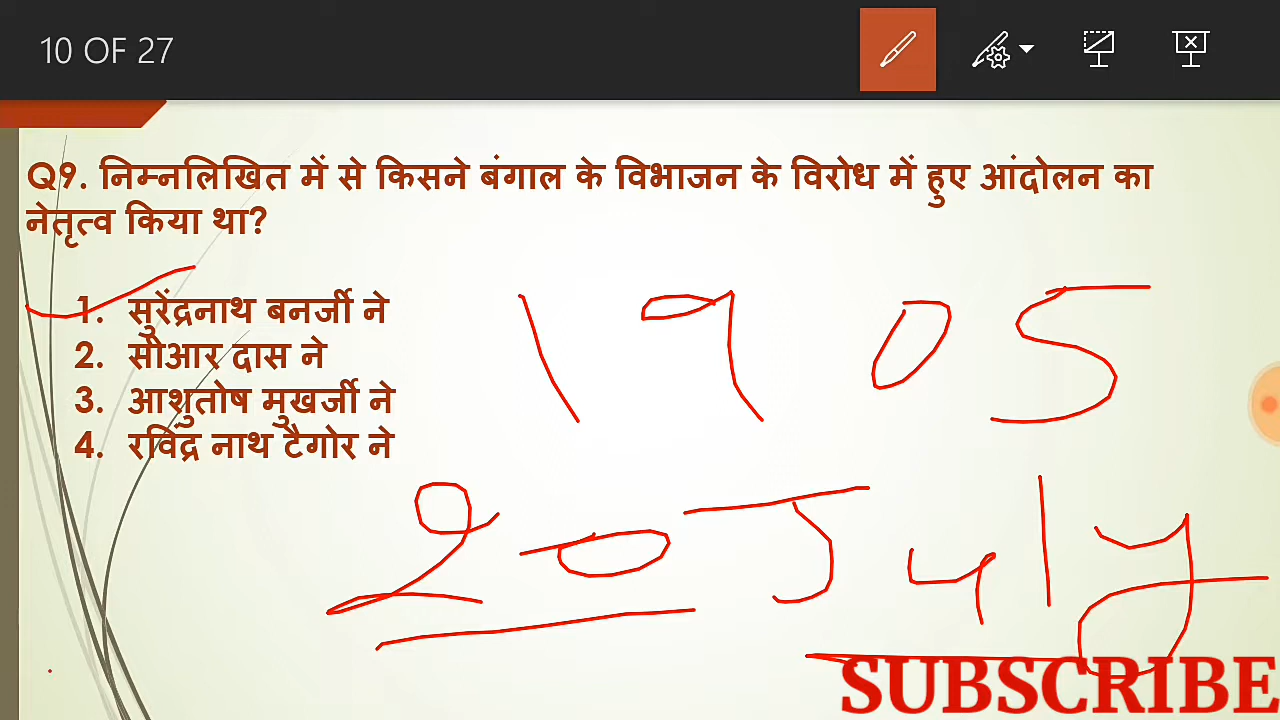 10 OF 27
Q9. निम्नलिखित में से किसने बंगाल के विभाजन के विरोध में हुए आंदोलन का
नेतृत्व किया था?
1. सुरेंद्रनाथ बनर्जी ने
2. सीआर दास ने
3. आशुतोष मुखर्जी ने
4. रविंद्र नाथ टैगोर ने
1905
20 July
SUBSCRIBE